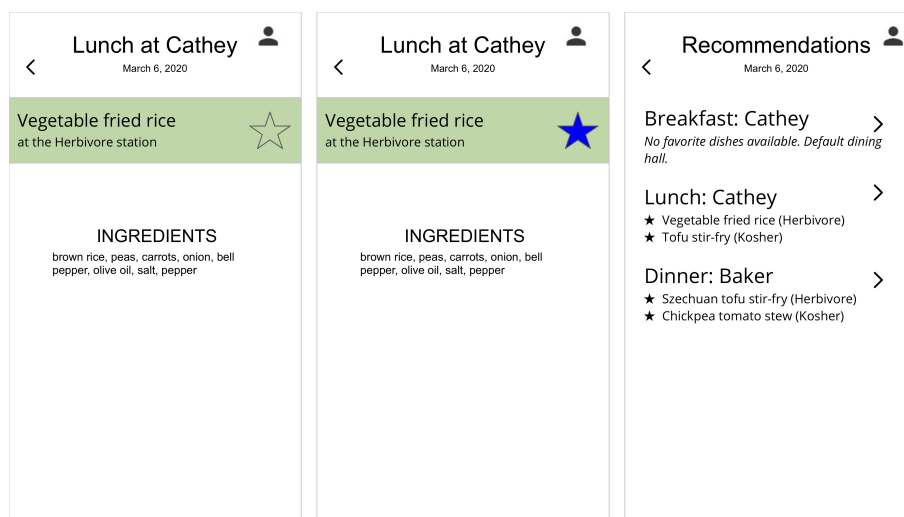 Lunch at Cathey
March 6, 2020
Vegetable fried rice
at the Herbivore station
INGREDIENTS
brown rice, peas, carrots, onion, bell
pepper, olive oil, salt, pepper
Lunch at Cathey
March 6, 2020
Vegetable fried rice
at the Herbivore station
INGREDIENTS
brown rice, peas, carrots, onion, bell
pepper, olive oil, salt, pepper
Recommendations
March 6, 2020
Breakfast: Cathey
No favorite dishes available. Default dining
hall.
Lunch: Cathey
★ Vegetable fried rice (Herbivore)
★ Tofu stir-fry (Kosher)
Dinner: Baker
★ Szechuan tofu stir-fry (Herbivore)
★ Chickpea tomato stew (Kosher)